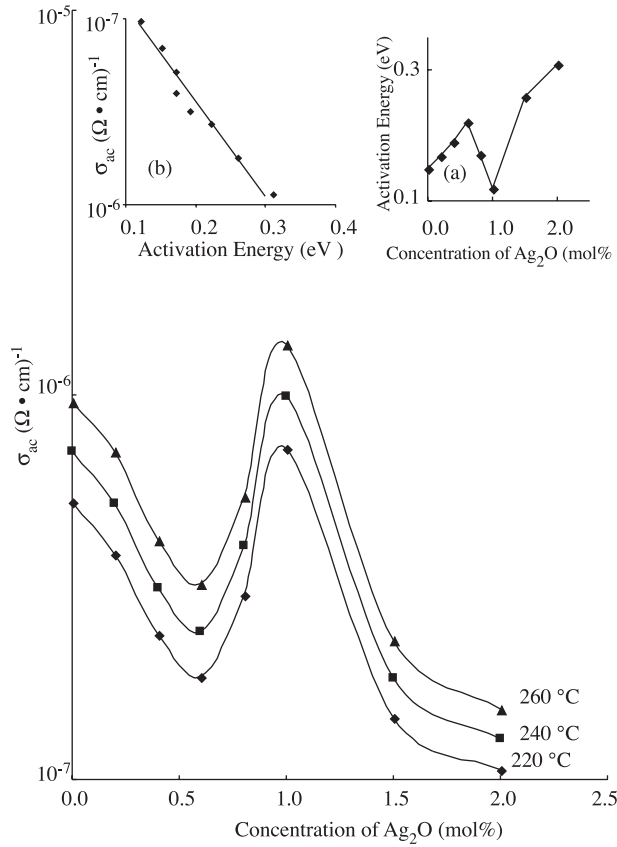 10⁻⁵
10⁻⁷
σac (Ω • cm)⁻¹
(b)
10⁻⁶
0.1 0.2 0.3 0.4
Activation Energy (eV )
Activation Energy (eV)
0.3
(a)
0.1
0.0 1.0 2.0
Concentration of Ag₂O (mol%
10⁻⁶
σac (Ω • cm)⁻¹
260 °C
240 °C
220 °C
10⁻⁷
0.0 0.5 1.0 1.5 2.0 2.5
Concentration of Ag₂O (mol%)